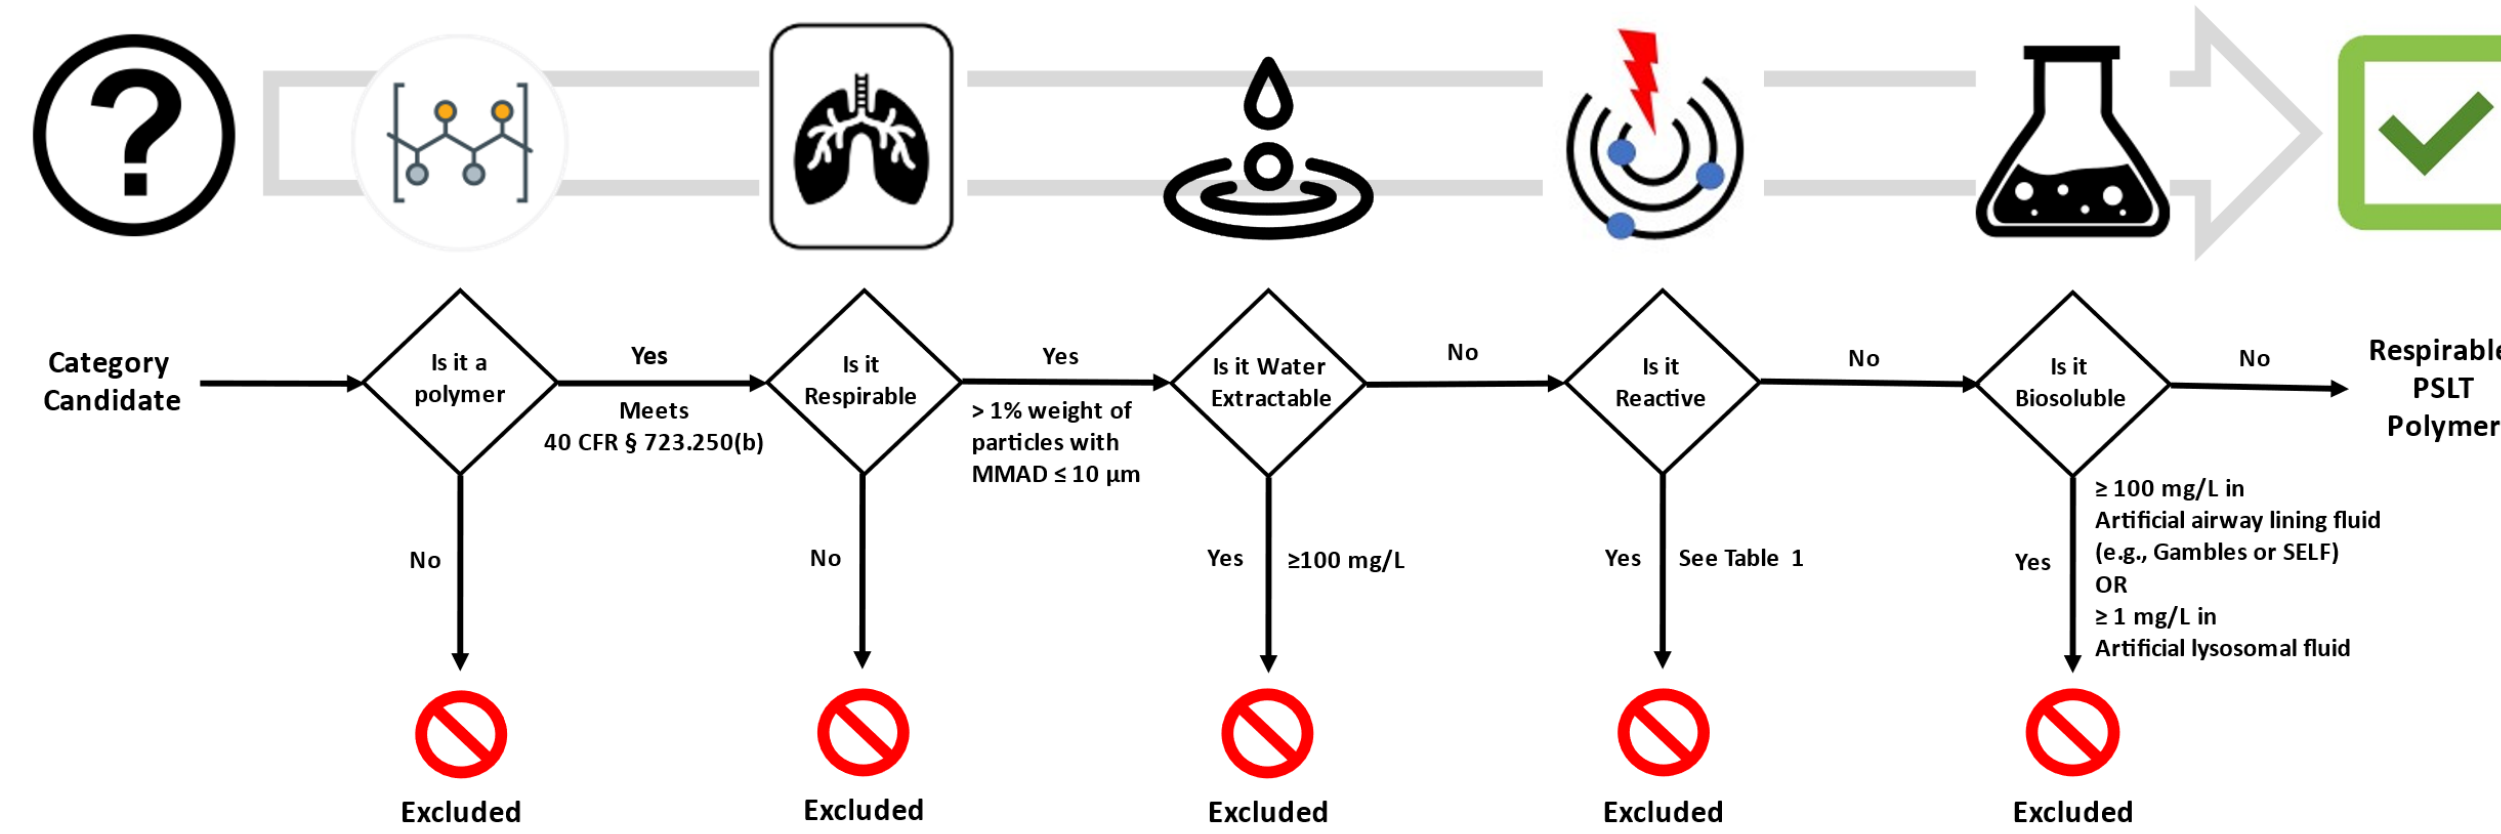 ?
Category
Candidate
Is it a
polymer
Yes
Meets
40 CFR § 723.250(b)
No
Excluded
Is it
Respirable
Yes
> 1% weight of
particles with
MMAD ≤ 10 µm
No
Excluded
Is it Water
Extractable
No
Yes
≥100 mg/L
Excluded
Is it
Reactive
No
Yes
See Table 1
Excluded
Is it
Biosoluble
No
Yes
≥ 100 mg/L in
Artificial airway lining fluid
(e.g., Gambles or SELF)
OR
≥ 1 mg/L in
Artificial lysosomal fluid
Excluded
Respirable
PSLT
Polymer